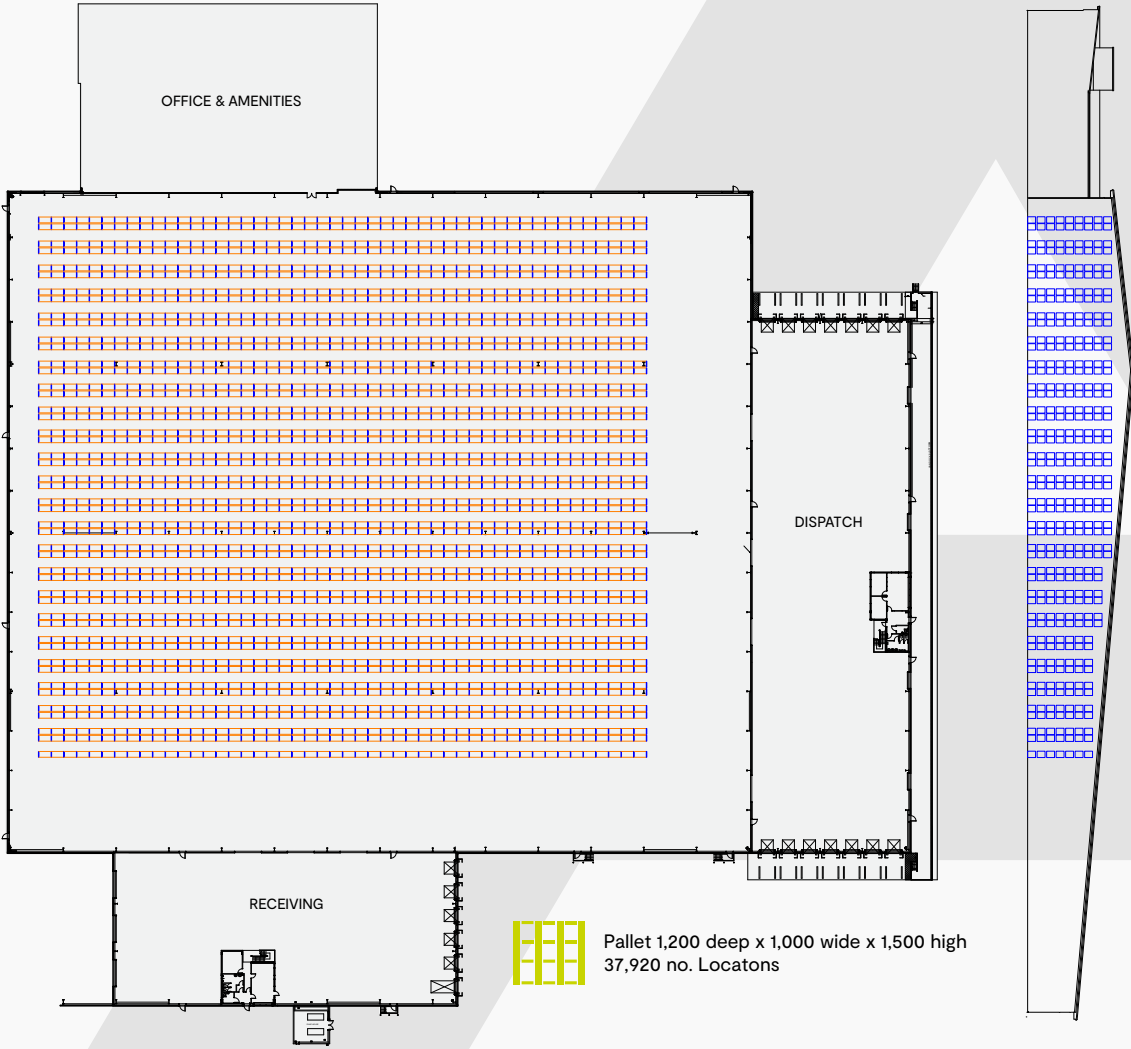 OFFICE & AMENITIES
DISPATCH
RECEIVING
Pallet 1,200 deep x 1,000 wide x 1,500 high
37,920 no. Locatons